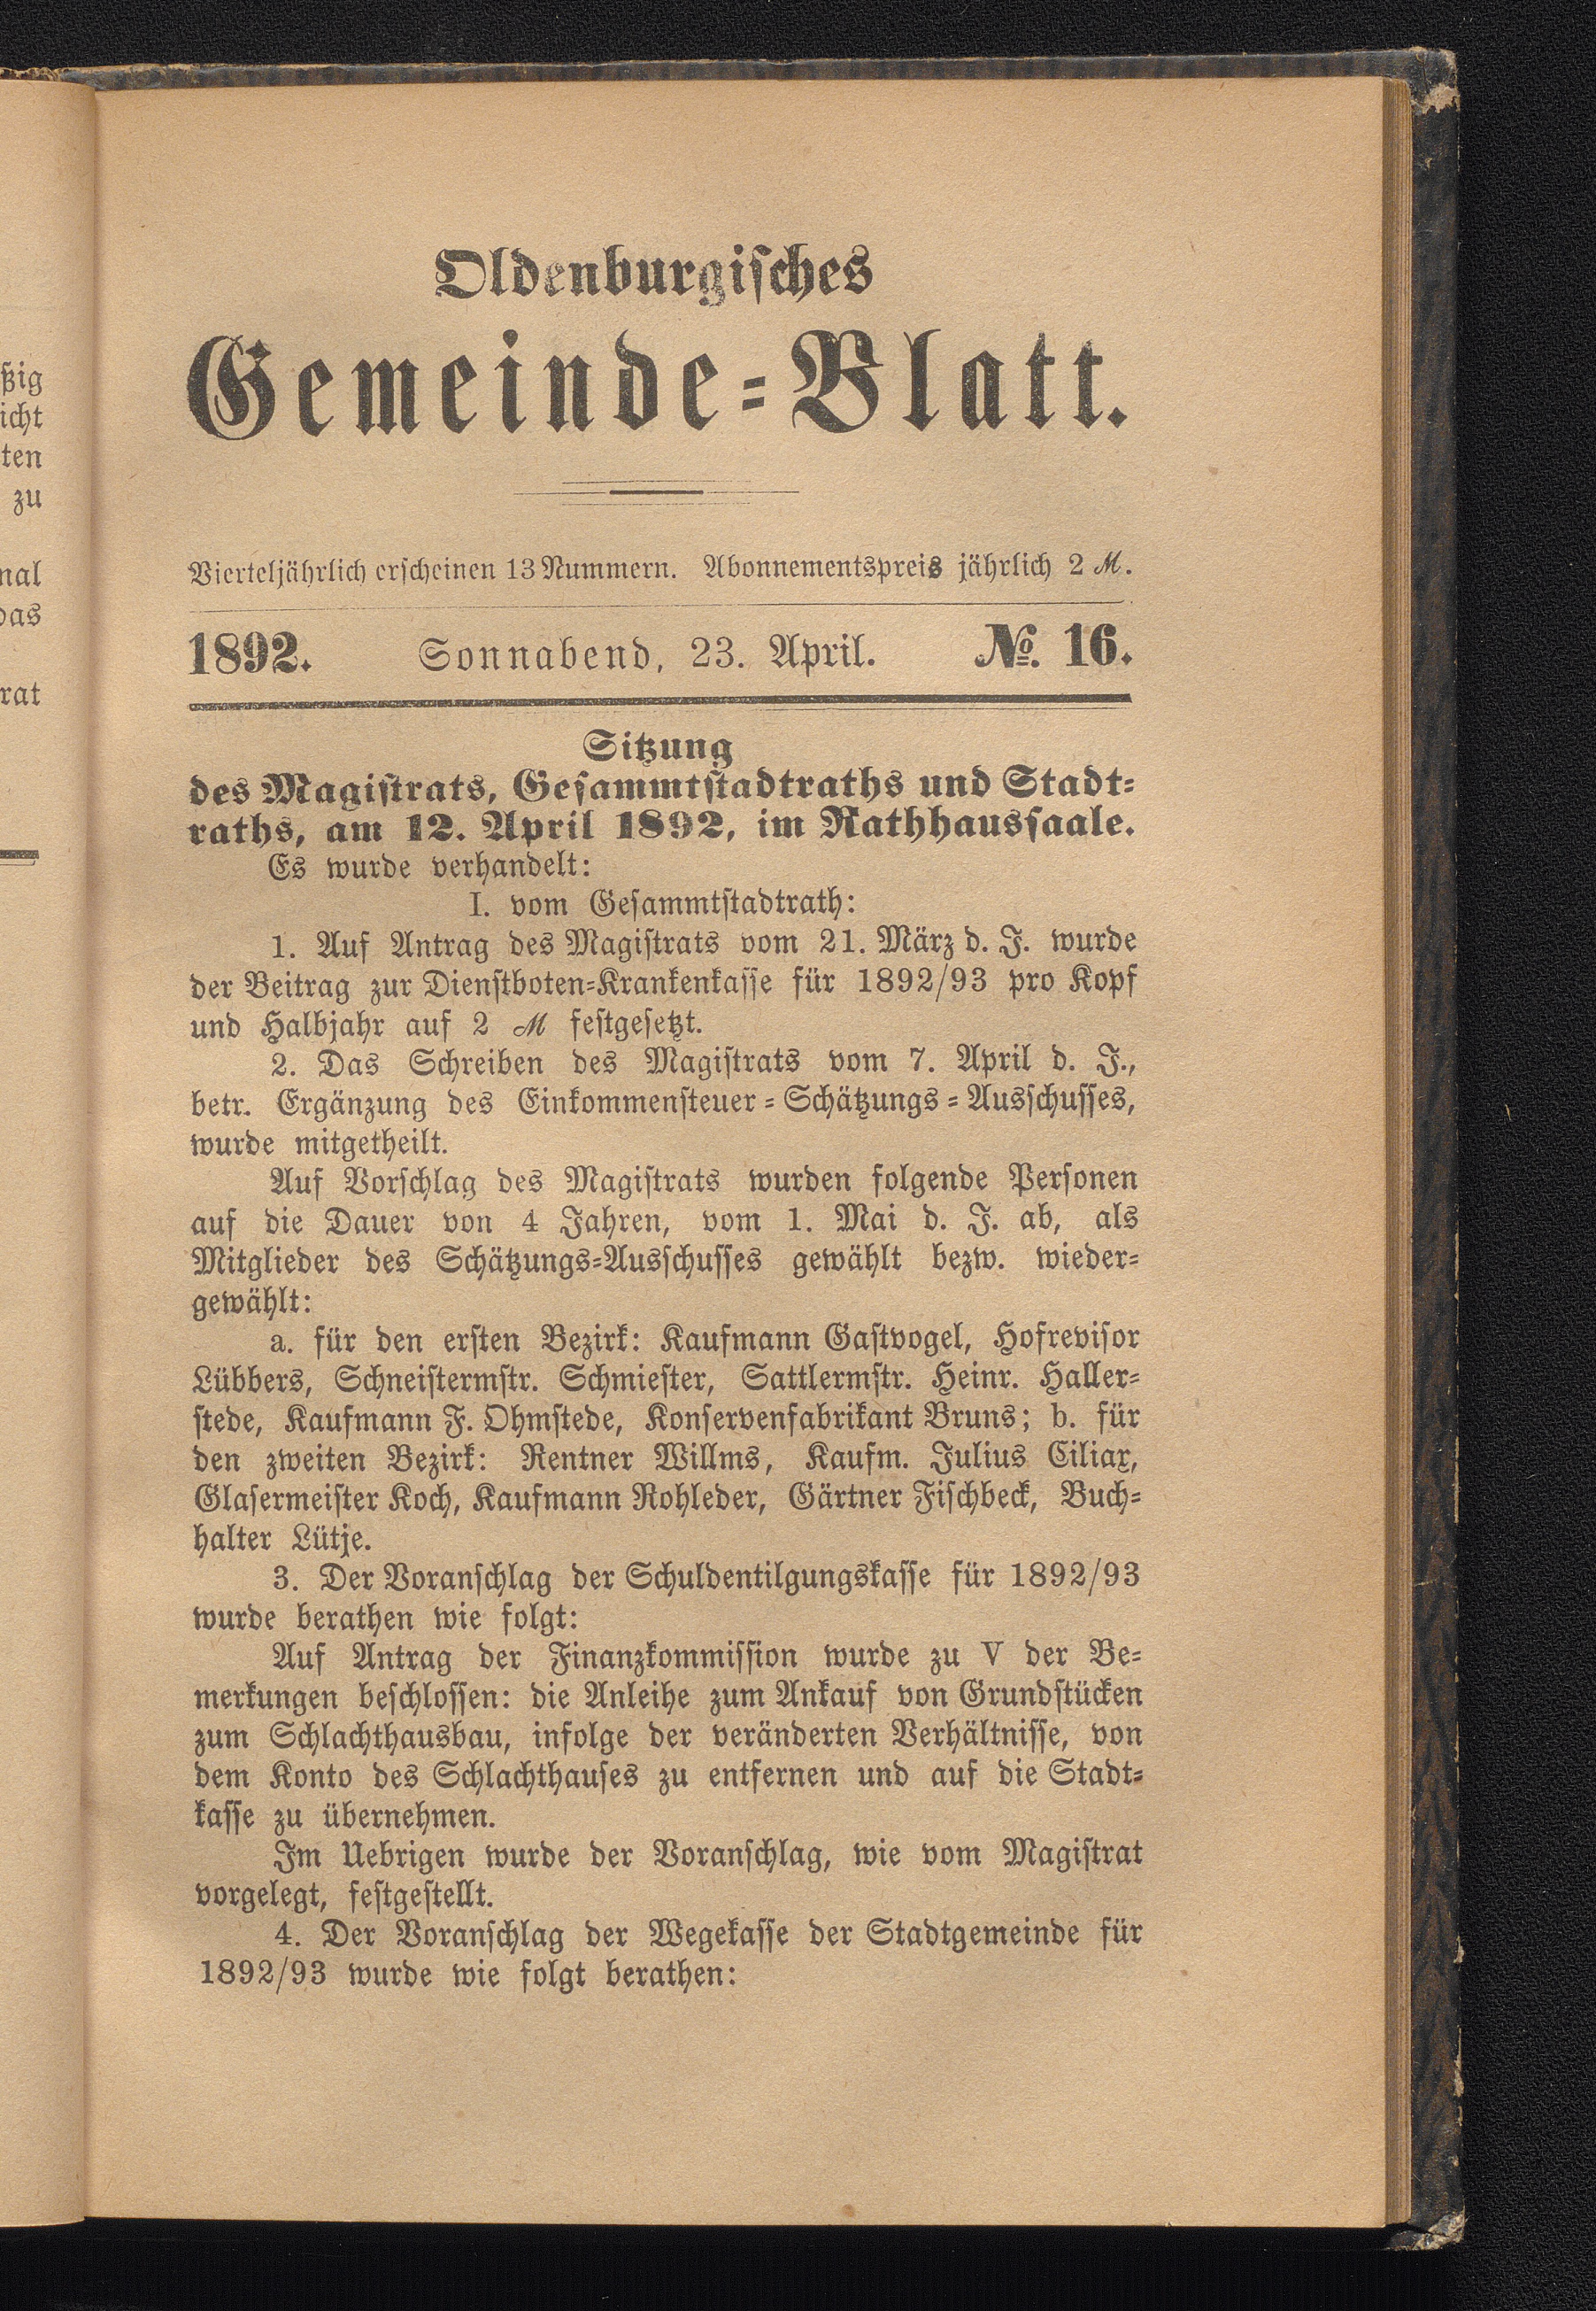 Oldenburgisches
Gemeinde-Blatt.
Vierteljährlich erscheinen 13 Nummern. Abonnementspreis jährlich 2 ℳ.
1892. Sonnabend, 23. April. №. 16.
Sitzung
des Magistrats, Gesammtstadtraths und Stadt-
raths, am 12. April 1892, im Rathhaussaale.
Es wurde verhandelt:
I. vom Gesammtstadtrath:
1. Auf Antrag des Magistrats vom 21. März d. J. wurde
der Beitrag zur Dienstboten-Krankenkasse für 1892/93 pro Kopf
und Halbjahr auf 2 ℳ festgesetzt.
2. Das Schreiben des Magistrats vom 7. April d. J.,
betr. Ergänzung des Einkommensteuer-Schätzungs-Ausschusses,
wurde mitgetheilt.
Auf Vorschlag des Magistrats wurden folgende Personen
auf die Dauer von 4 Jahren, vom 1. Mai d. J. ab, als
Mitglieder des Schätzungs-Ausschusses gewählt bezw. wieder-
gewählt:
a. für den ersten Bezirk: Kaufmann Gastvogel, Hofrevisor
Lübbers, Schneistermstr. Schmiester, Sattlermstr. Heinr. Haller-
stede, Kaufmann F. Ohmstede, Konservenfabrikant Bruns; b. für
den zweiten Bezirk: Rentner Willms, Kaufm. Julius Ciliax,
Glasermeister Koch, Kaufmann Rohleder, Gärtner Fischbeck, Buch-
halter Lütje.
3. Der Voranschlag der Schuldentilgungskasse für 1892/93
wurde berathen wie folgt:
Auf Antrag der Finanzkommission wurde zu V der Be-
merkungen beschlossen: die Anleihe zum Ankauf von Grundstücken
zum Schlachthausbau, infolge der veränderten Verhältnisse, von
dem Konto des Schlachthauses zu entfernen und auf die Stadt-
kasse zu übernehmen.
Im Uebrigen wurde der Voranschlag, wie vom Magistrat
vorgelegt, festgestellt.
4. Der Voranschlag der Wegekasse der Stadtgemeinde für
1892/93 wurde wie folgt berathen: